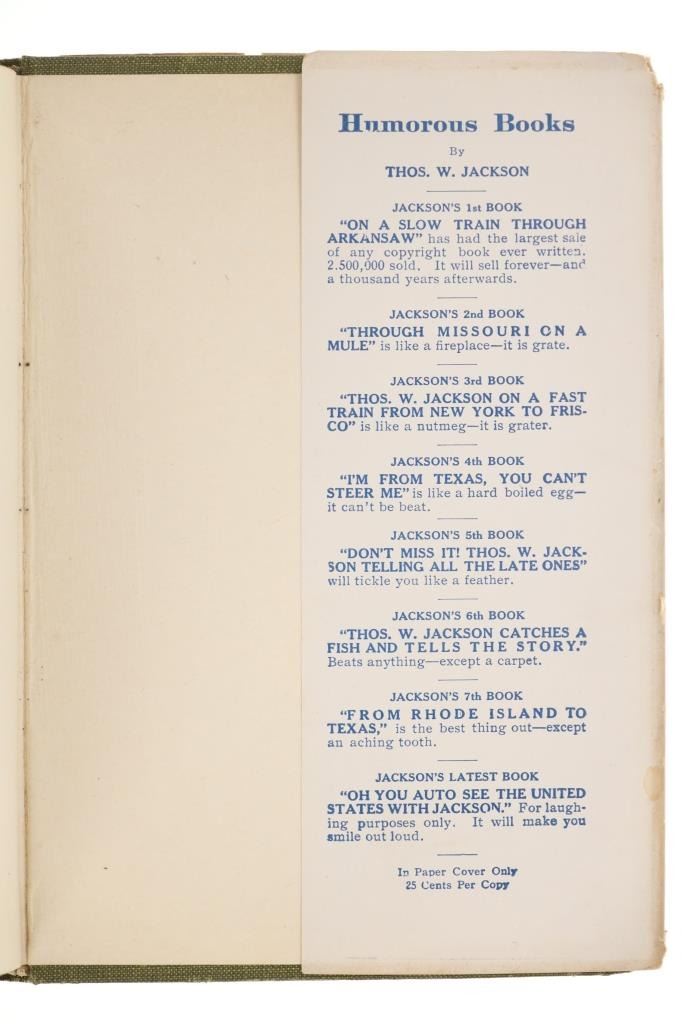 Humorous Books
By
THOS. W. JACKSON
JACKSON'S 1st BOOK
"ON A SLOW TRAIN THROUGH
ARKANSAW" has had the largest sale
of any copyright book ever written.
2.500,000 sold. It will sell forever—and
a thousand years afterwards.
JACKSON'S 2nd BOOK
"THROUGH MISSOURI ON A
MULE" is like a fireplace—it is grate.
JACKSON'S 3rd BOOK
"THOS. W. JACKSON ON A FAST
TRAIN FROM NEW YORK TO FRIS-
CO" is like a nutmeg—it is grater.
JACKSON'S 4th BOOK
"I'M FROM TEXAS, YOU CAN'T
STEER ME" is like a hard boiled egg—
it can't be beat.
JACKSON'S 5th BOOK
"DON'T MISS IT! THOS. W. JACK-
SON TELLING ALL THE LATE ONES"
will tickle you like a feather.
JACKSON'S 6th BOOK
"THOS. W. JACKSON CATCHES A
FISH AND TELLS THE STORY."
Beats anything—except a carpet.
JACKSON'S 7th BOOK
"FROM RHODE ISLAND TO
TEXAS," is the best thing out—except
an aching tooth.
JACKSON'S LATEST BOOK
"OH YOU AUTO SEE THE UNITED
STATES WITH JACKSON." For laugh-
ing purposes only. It will make you
smile out loud.
In Paper Cover Only
25 Cents Per Copy